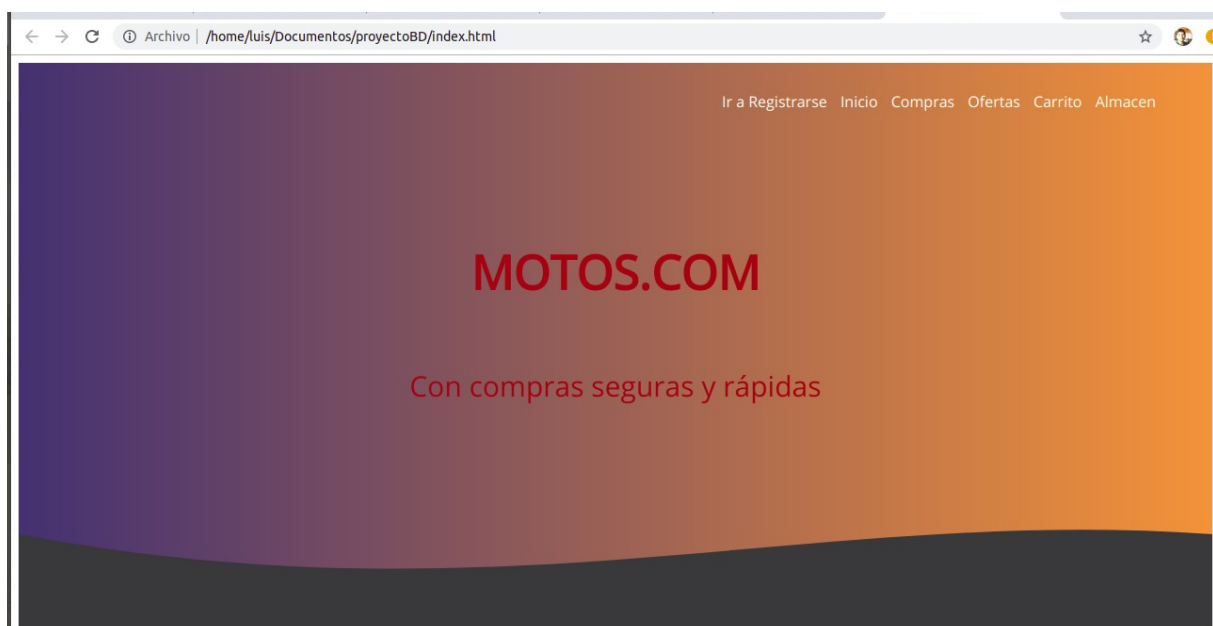 Archivo | /home/luis/Documentos/proyectoBD/index.html
Ir a Registrarse Inicio Compras Ofertas Carrito Almacen
MOTOS.COM
Con compras seguras y rápidas